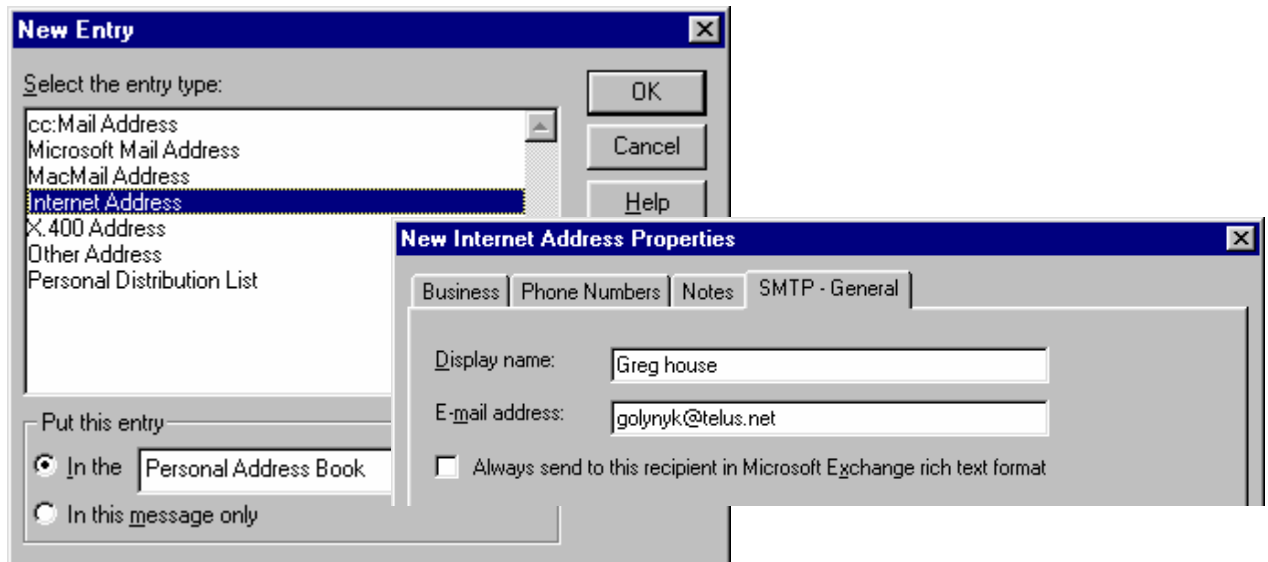 New Entry
Select the entry type:
cc:Mail Address
Microsoft Mail Address
MacMail Address
Internet Address
X.400 Address
Other Address
Personal Distribution List
OK
Cancel
Help
Put this entry
In the Personal Address Book
In this message only
New Internet Address Properties
Business Phone Numbers Notes SMTP - General
Display name: Greg house
E-mail address: golynyk@telus.net
Always send to this recipient in Microsoft Exchange rich text format